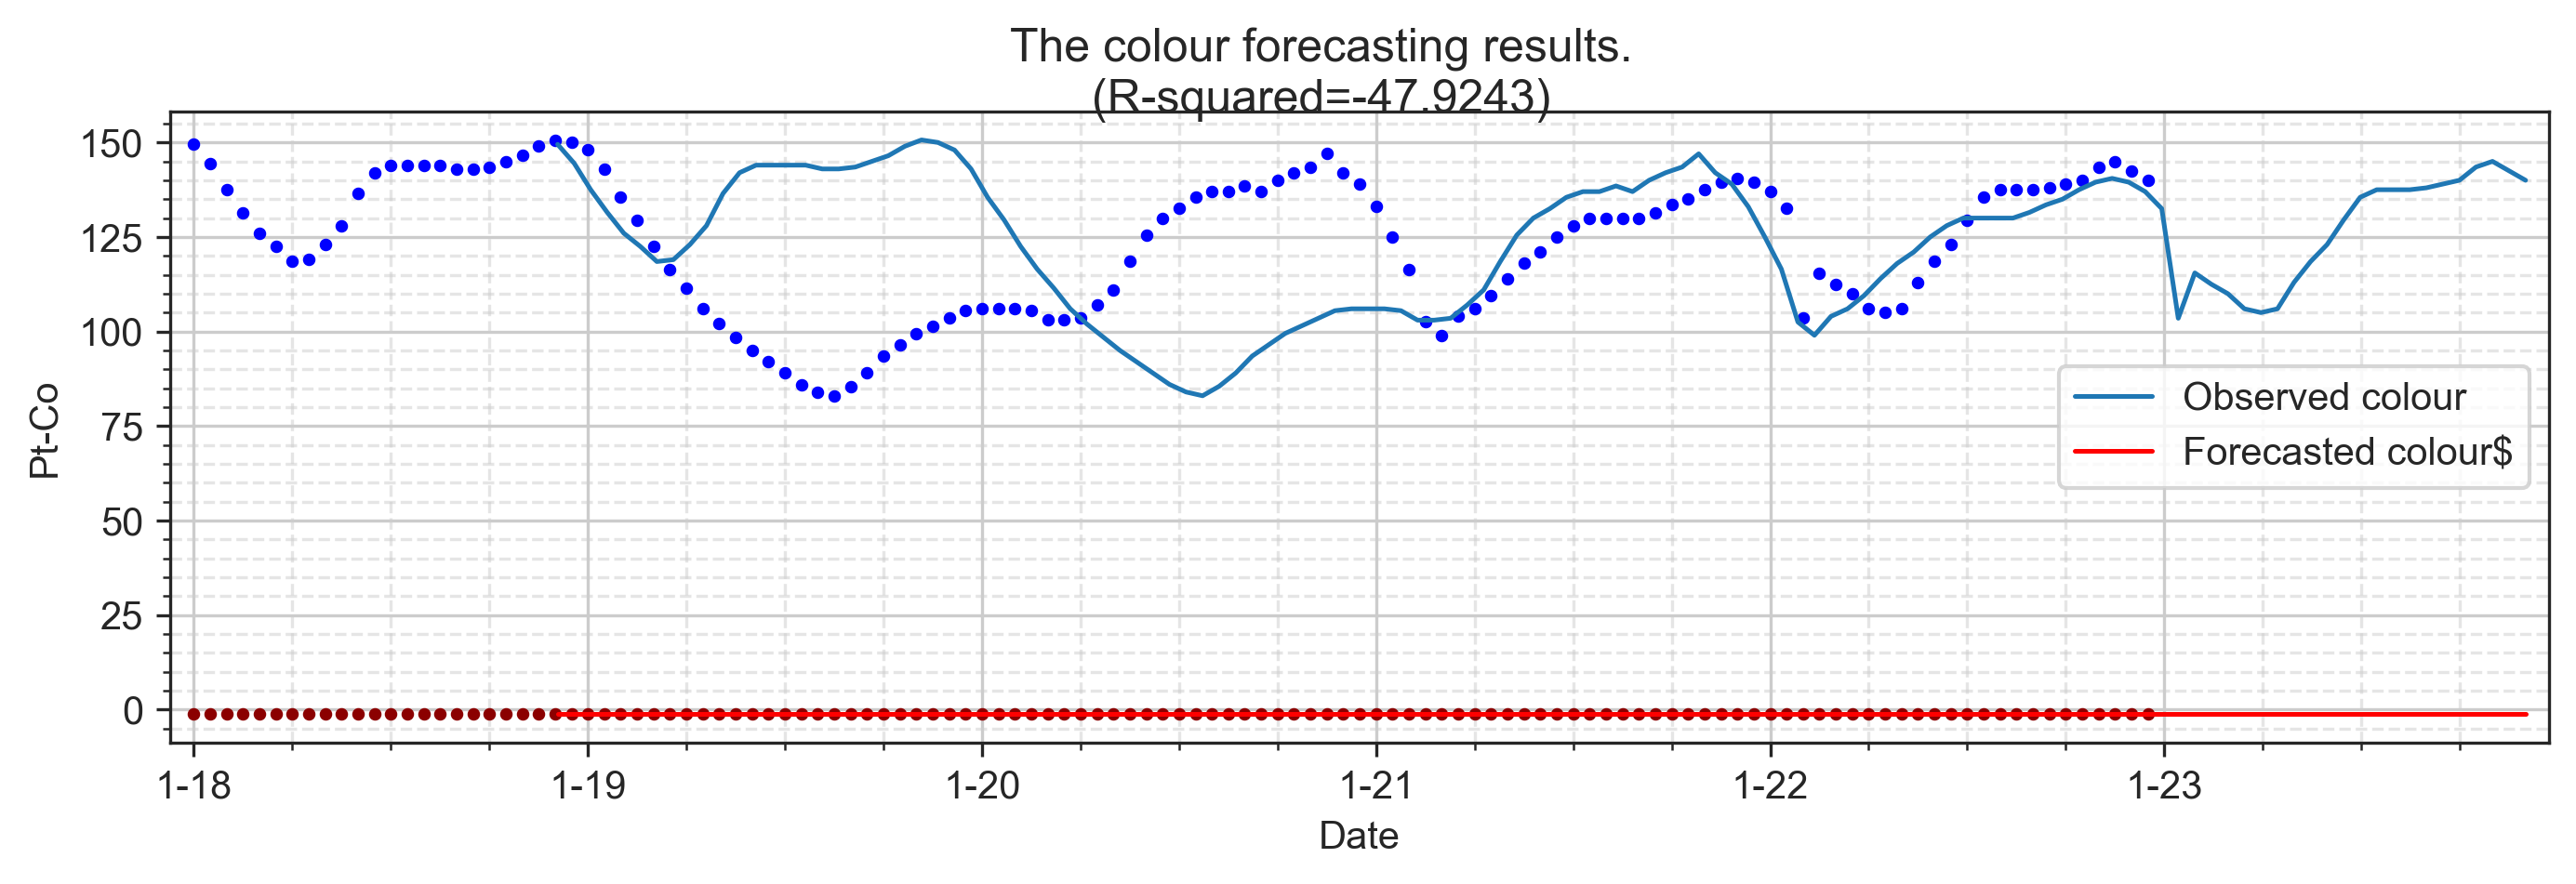 The colour forecasting results.
(R-squared=-47.9243)
150
125
100
75
50
25
0
Pt-Co
Observed colour
Forecasted colour$
1-18
1-19
1-20
1-21
1-22
1-23
Date